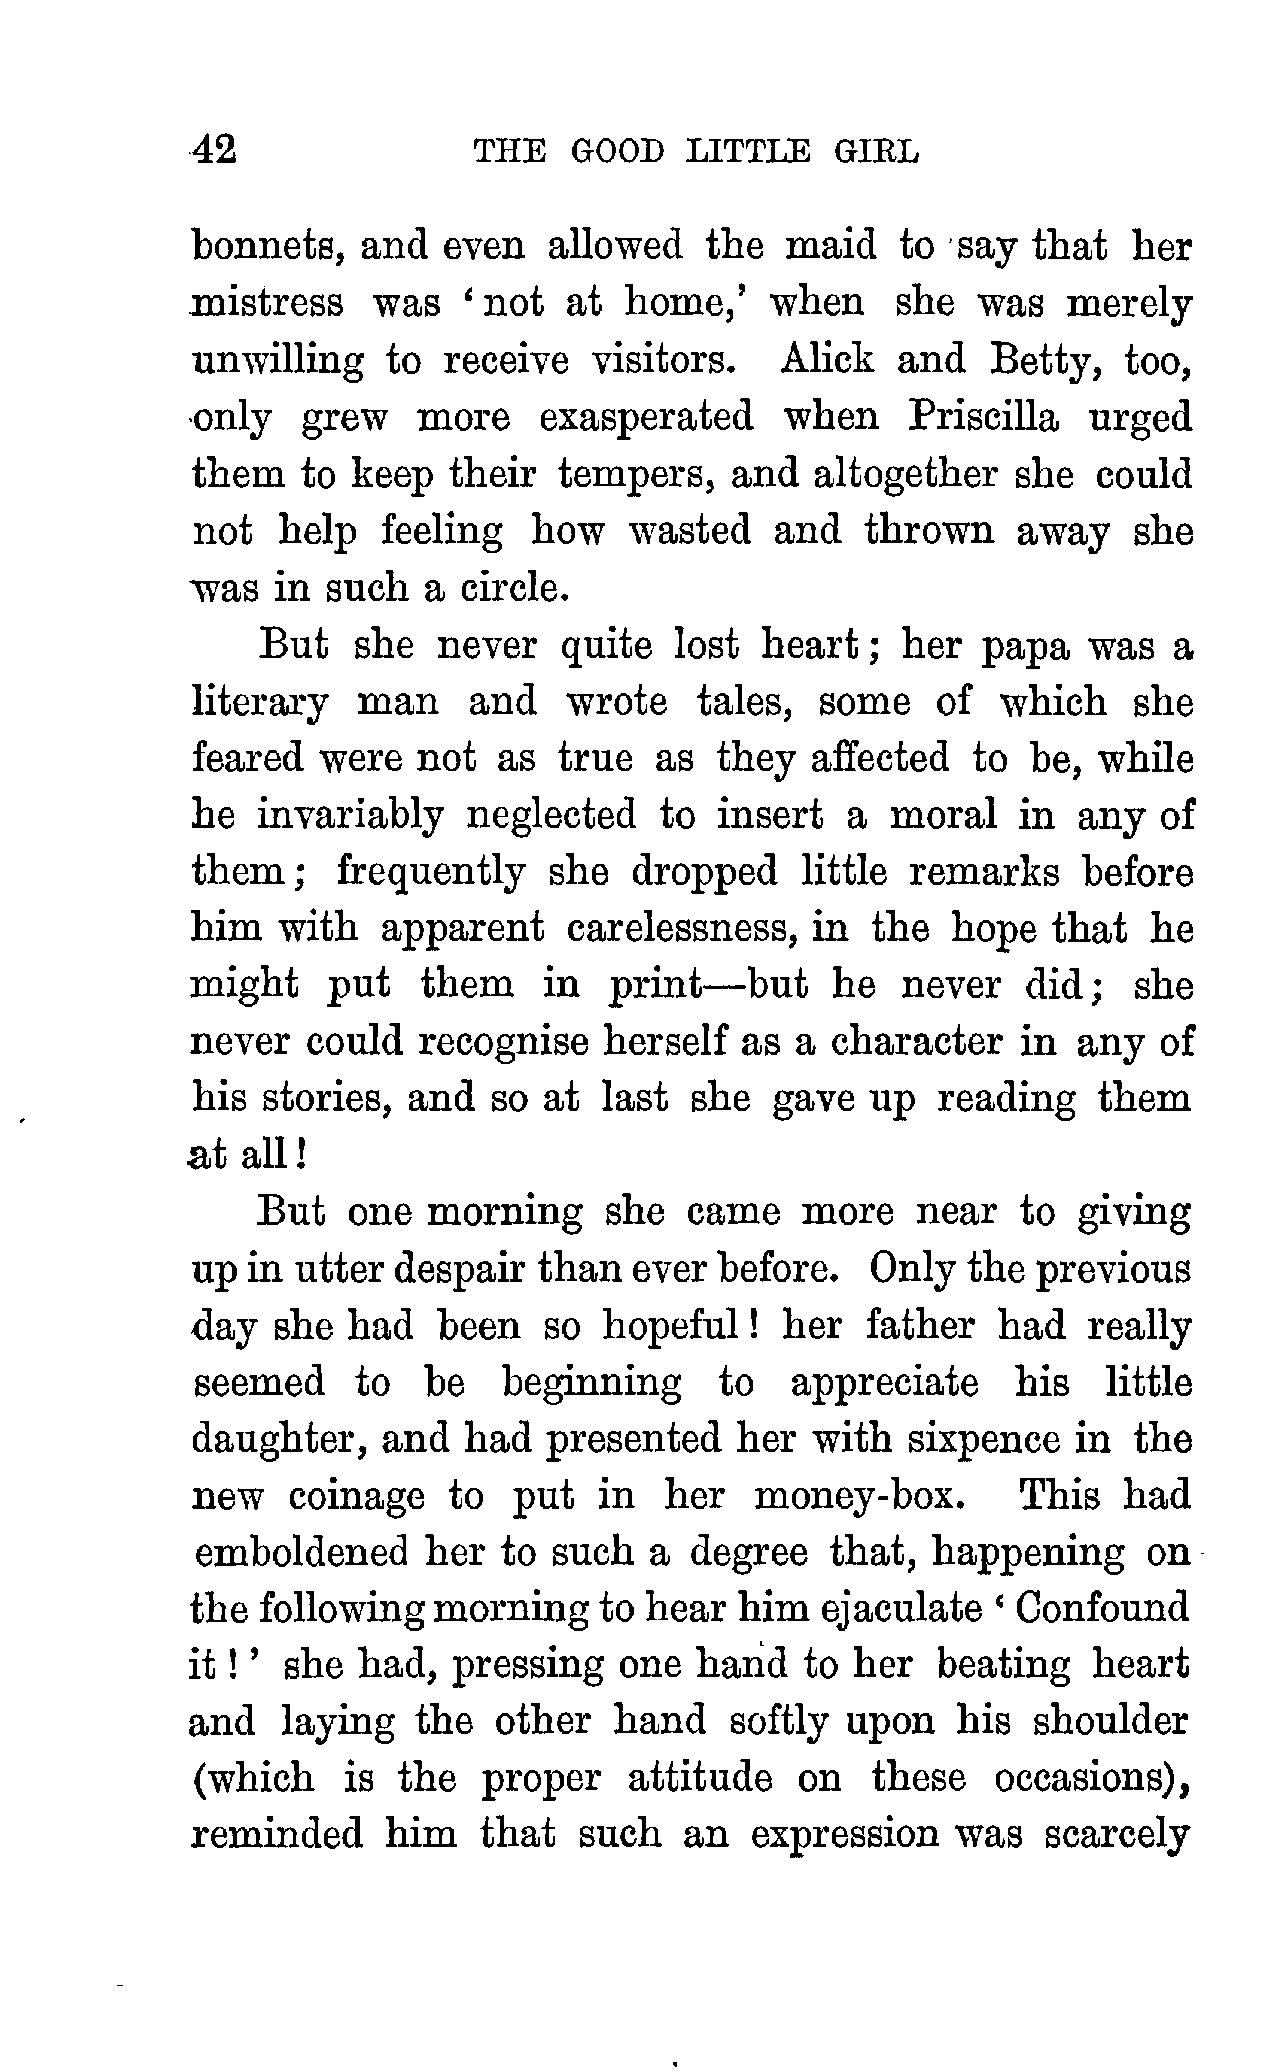 42 THE GOOD LITTLE GIRL
bonnets, and even allowed the maid to say that her
mistress was ‘ not at home,’ when she was merely
unwilling to receive visitors. Alick and Betty, too,
only grew more exasperated when Priscilla urged
them to keep their tempers, and altogether she could
not help feeling how wasted and thrown away she
was in such a circle.
But she never quite lost heart ; her papa was a
literary man and wrote tales, some of which she
feared were not as true as they affected to be, while
he invariably neglected to insert a moral in any of
them ; frequently she dropped little remarks before
him with apparent carelessness, in the hope that he
might put them in print—but he never did ; she
never could recognise herself as a character in any of
his stories, and so at last she gave up reading them
at all !
But one morning she came more near to giving
up in utter despair than ever before. Only the previous
day she had been so hopeful ! her father had really
seemed to be beginning to appreciate his little
daughter, and had presented her with sixpence in the
new coinage to put in her money-box. This had
emboldened her to such a degree that, happening on
the following morning to hear him ejaculate ‘ Confound
it ! ’ she had, pressing one hand to her beating heart
and laying the other hand softly upon his shoulder
(which is the proper attitude on these occasions),
reminded him that such an expression was scarcely